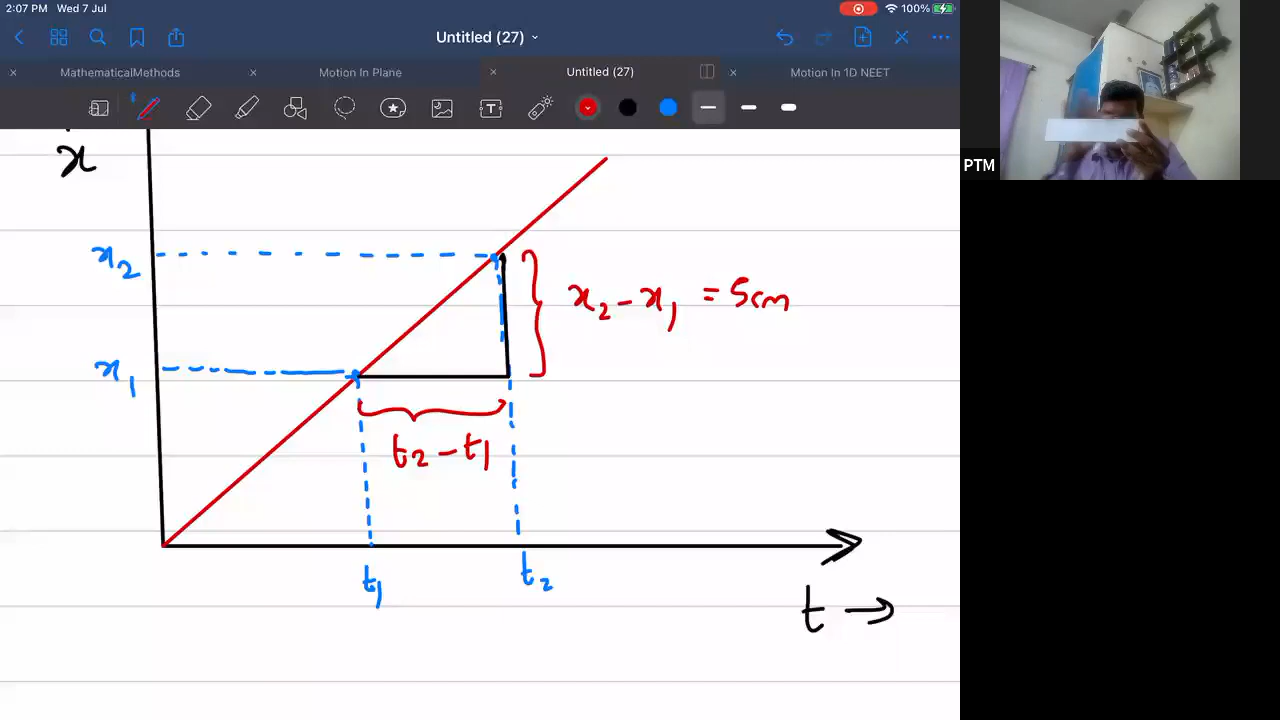 2:07 PM Wed 7 Jul
100%
Untitled (27)
MathematicalMethods
Motion In Plane
Untitled (27)
Motion In 1D NEET
T
PTM
x
x₂
x₂ - x₁ = 5cm
x₁
t₂ - t₁
t₁
t₂
t →